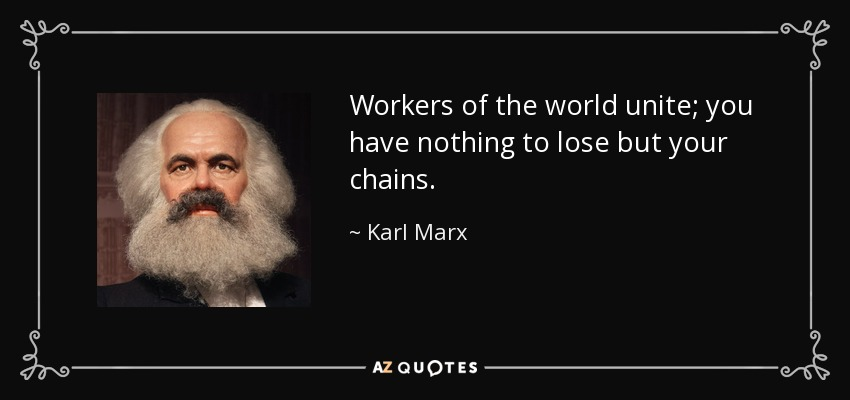 Workers of the world unite; you
have nothing to lose but your
chains.
~ Karl Marx
AZ QUOTES